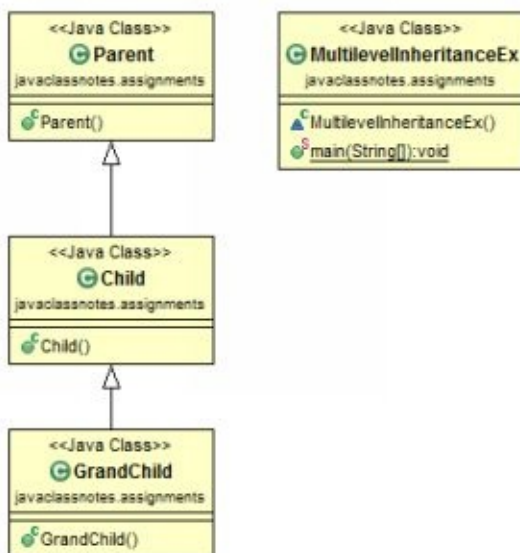 <<Java Class>>
Parent
javaclassnotes.assignments
Parent()
<<Java Class>>
MultilevelInheritanceEx
javaclassnotes.assignments
MultilevelInheritanceEx()
main(String[]):void
<<Java Class>>
Child
javaclassnotes.assignments
Child()
<<Java Class>>
GrandChild
javaclassnotes.assignments
GrandChild()